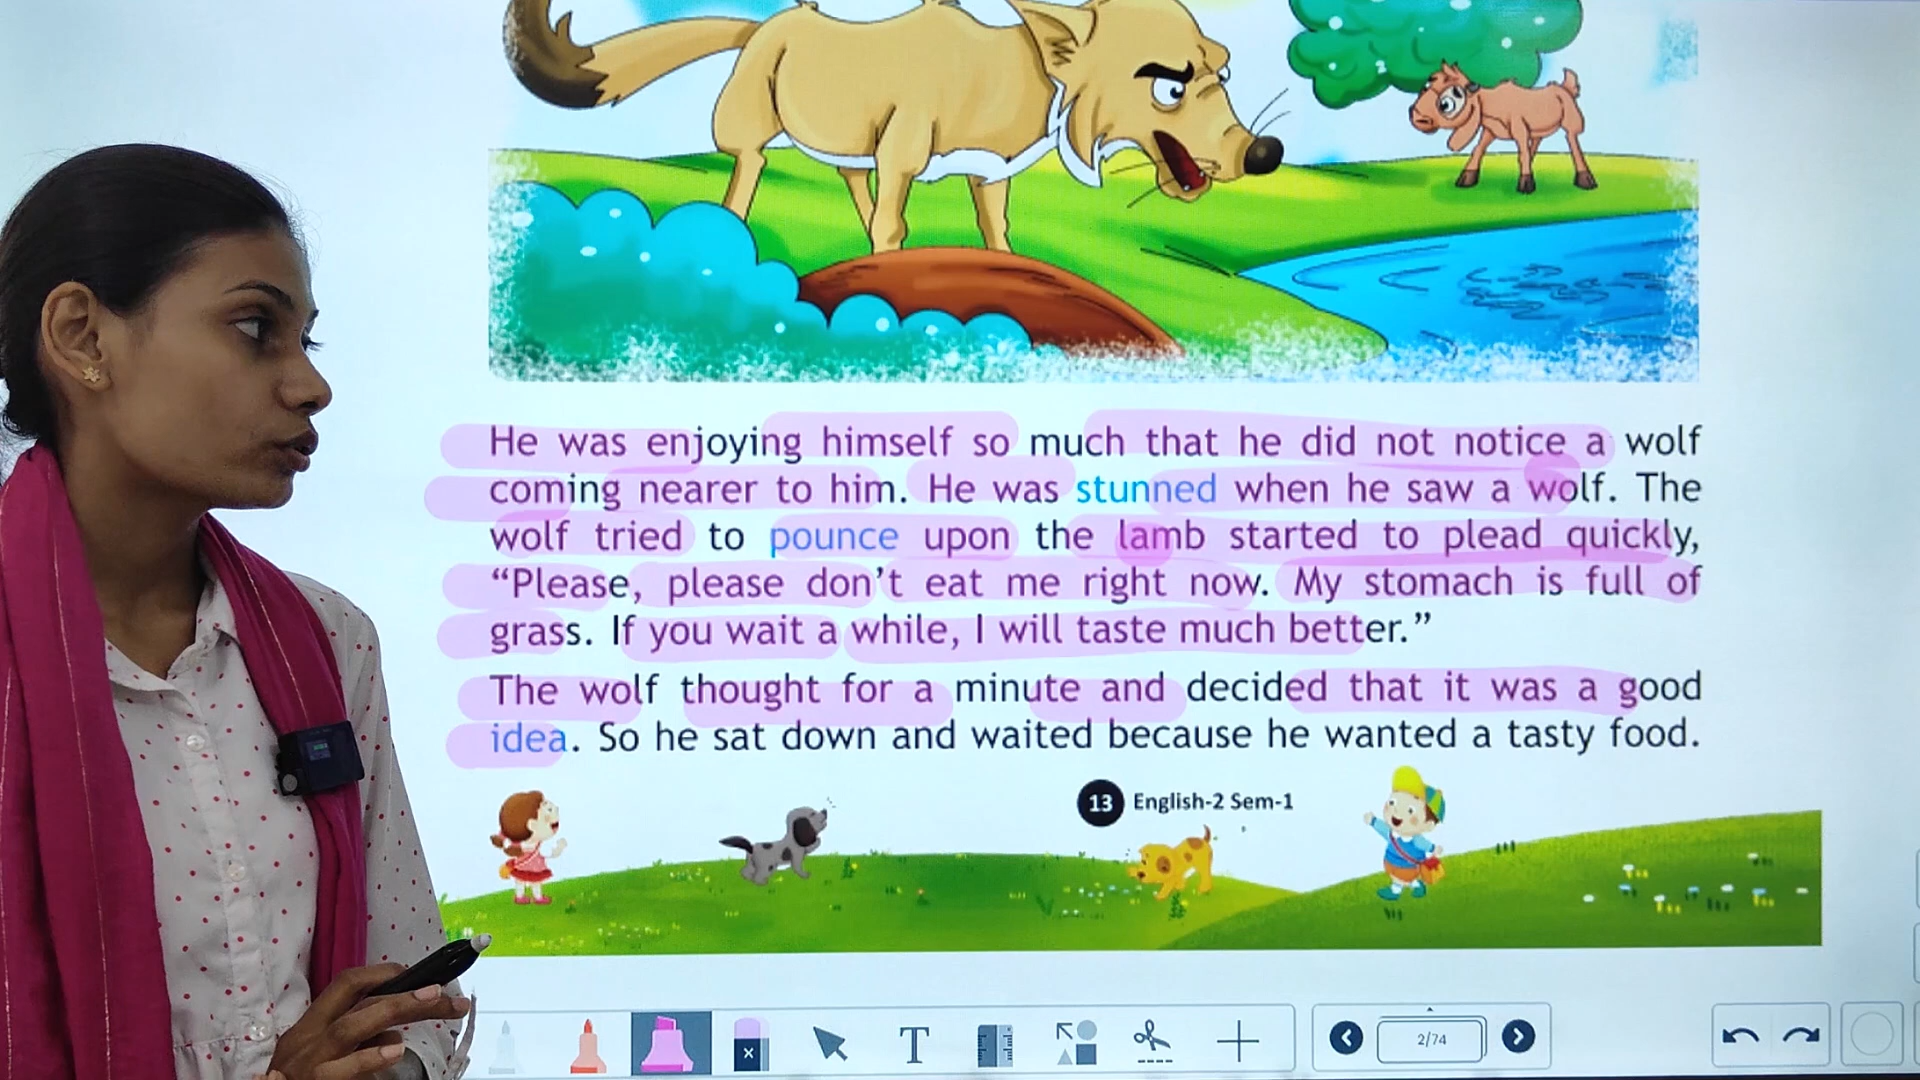 He was enjoying himself so much that he did not notice a wolf
coming nearer to him. He was stunned when he saw a wolf. The
wolf tried to pounce upon the lamb started to plead quickly,
“Please, please don’t eat me right now. My stomach is full of
grass. If you wait a while, I will taste much better.”
The wolf thought for a minute and decided that it was a good
idea. So he sat down and waited because he wanted a tasty food.
13 English-2 Sem-1
T
2/74